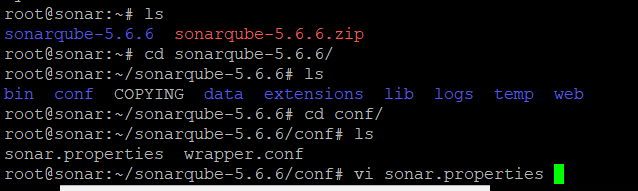 root@sonar:~# ls
sonarqube-5.6.6  sonarqube-5.6.6.zip
root@sonar:~# cd sonarqube-5.6.6/
root@sonar:~/sonarqube-5.6.6# ls
bin  conf  COPYING  data  extensions  lib  logs  temp  web
root@sonar:~/sonarqube-5.6.6# cd conf/
root@sonar:~/sonarqube-5.6.6/conf# ls
sonar.properties  wrapper.conf
root@sonar:~/sonarqube-5.6.6/conf# vi sonar.properties